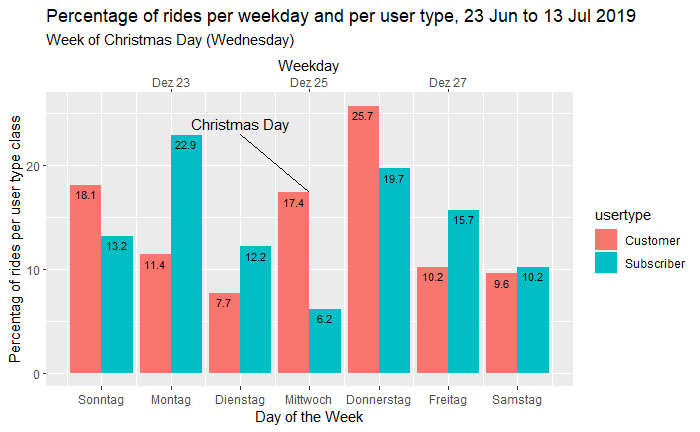 Percentage of rides per weekday and per user type, 23 Jun to 13 Jul 2019
Week of Christmas Day (Wednesday)
Weekday
Dez 23 Dez 25 Dez 27
Percentag of rides per user type class
20
10
0
Christmas Day
18.1 13.2 11.4 22.9 7.7 12.2 17.4 6.2 25.7 19.7 10.2 15.7 9.6 10.2
Sonntag Montag Dienstag Mittwoch Donnerstag Freitag Samstag
Day of the Week
usertype
Customer
Subscriber